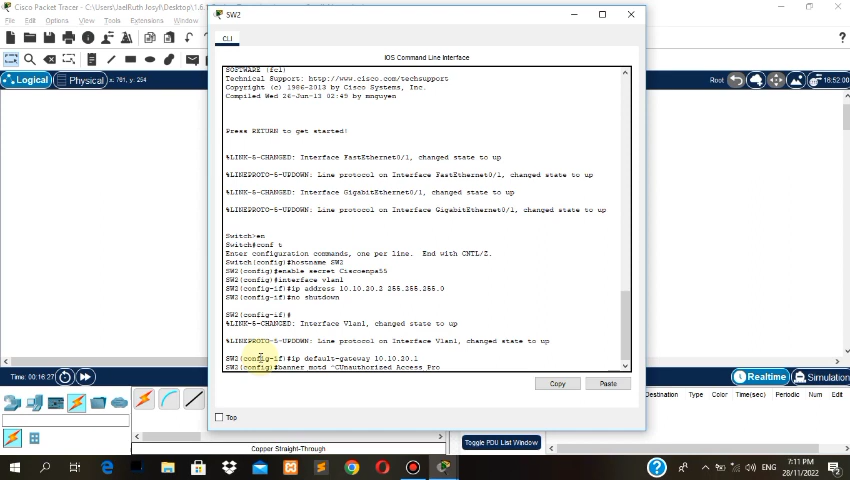 Cisco Packet Tracer - C:\Users\JaelRuth Josyl\Desktop\1.6.
File Edit Options View Tools Extensions Window
Logical Physical x: 761, y: 254
Root 16:52:00
SW2
CLI
IOS Command Line Interface
SOFTWARE (fc1)
Technical Support: http://www.cisco.com/techsupport
Copyright (c) 1986-2013 by Cisco Systems, Inc.
Compiled Wed 26-Jun-13 02:49 by mnguyen
Press RETURN to get started!
%LINK-5-CHANGED: Interface FastEthernet0/1, changed state to up
%LINEPROTO-5-UPDOWN: Line protocol on Interface FastEthernet0/1, changed state to up
%LINK-5-CHANGED: Interface GigabitEthernet0/1, changed state to up
%LINEPROTO-5-UPDOWN: Line protocol on Interface GigabitEthernet0/1, changed state to up
Switch>en
Switch#conf t
Enter configuration commands, one per line. End with CNTL/Z.
Switch(config)#hostname SW2
SW2(config)#enable secret Ciscoenpa55
SW2(config)#interface vlan1
SW2(config-if)#ip address 10.10.20.2 255.255.255.0
SW2(config-if)#no shutdown
SW2(config-if)#
%LINK-5-CHANGED: Interface Vlan1, changed state to up
%LINEPROTO-5-UPDOWN: Line protocol on Interface Vlan1, changed state to up
SW2(config-if)#ip default-gateway 10.10.20.1
SW2(config)#banner motd ^CUnauthorized Access Pro
Copy Paste
Top
Time: 00:16:27
Realtime Simulation
Destination Type Color Time(sec) Periodic Num Edit
Toggle PDU List Window
Copper Straight-Through
ENG
7:11 PM
28/11/2022
2